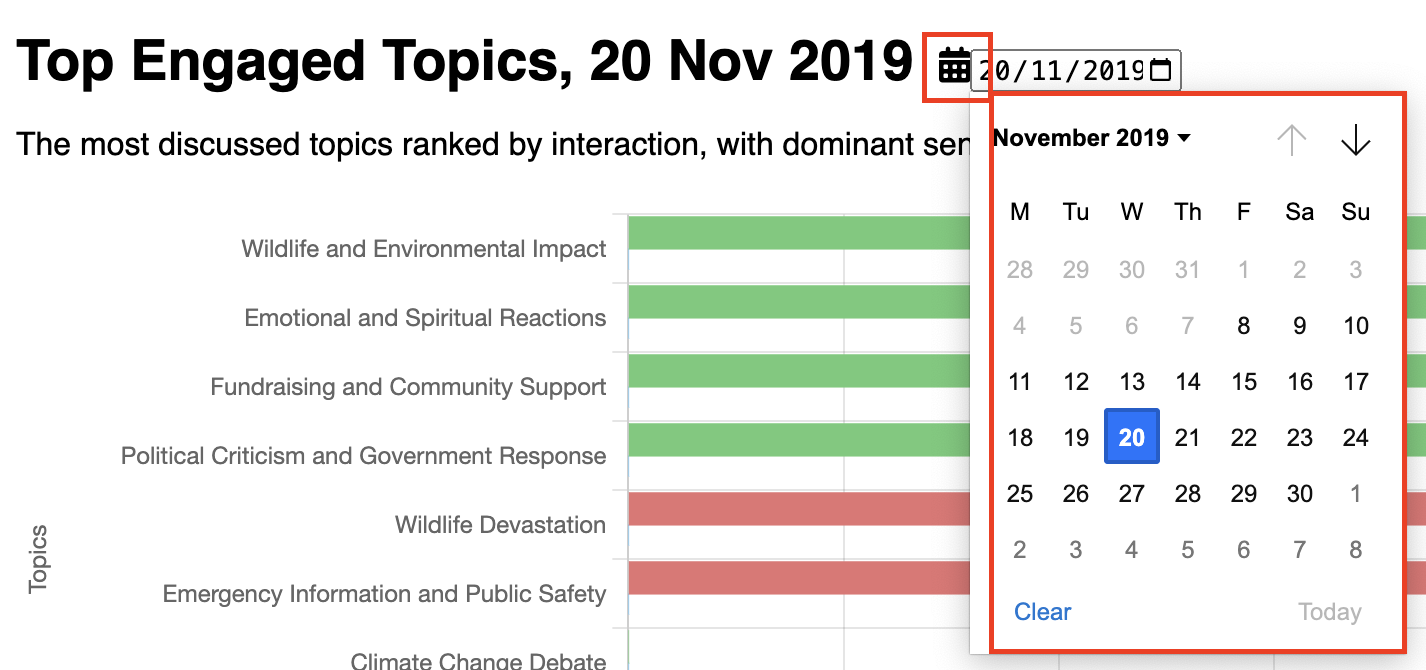 Top Engaged Topics, 20 Nov 2019
20/11/2019
The most discussed topics ranked by interaction, with dominant sen
November 2019
M Tu W Th F Sa Su
28 29 30 31 1 2 3
4 5 6 7 8 9 10
11 12 13 14 15 16 17
18 19 20 21 22 23 24
25 26 27 28 29 30 1
2 3 4 5 6 7 8
Clear Today
Topics
Wildlife and Environmental Impact
Emotional and Spiritual Reactions
Fundraising and Community Support
Political Criticism and Government Response
Wildlife Devastation
Emergency Information and Public Safety
Climate Change Debate